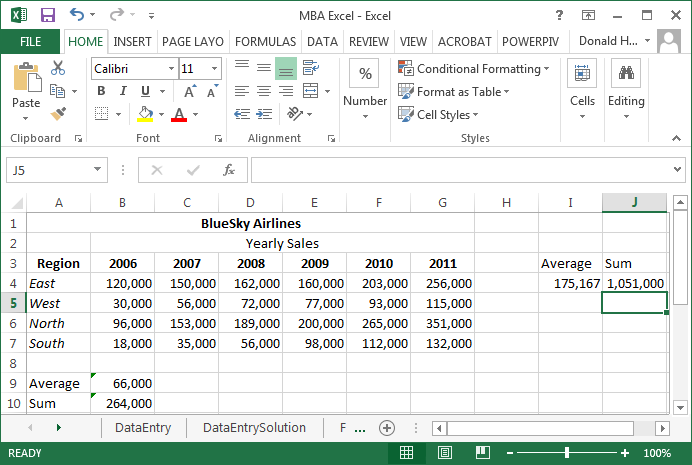 MBA Excel - Excel
FILE HOME INSERT PAGE LAYO FORMULAS DATA REVIEW VIEW ACROBAT POWERPIV Donald H...
Calibri 11
Paste
B I U A A
A
%
Number
Conditional Formatting
Format as Table
Cell Styles
Cells
Editing
Clipboard Font Alignment Styles
J5 fx
A B C D E F G H I J
1 BlueSky Airlines
2 Yearly Sales
3 Region 2006 2007 2008 2009 2010 2011 Average Sum
4 East 120,000 150,000 162,000 160,000 203,000 256,000 175,167 1,051,000
5 West 30,000 56,000 72,000 77,000 93,000 115,000
6 North 96,000 153,000 189,000 200,000 265,000 351,000
7 South 18,000 35,000 56,000 98,000 112,000 132,000
8
9 Average 66,000
10 Sum 264,000
DataEntry DataEntrySolution F ...
READY 100%